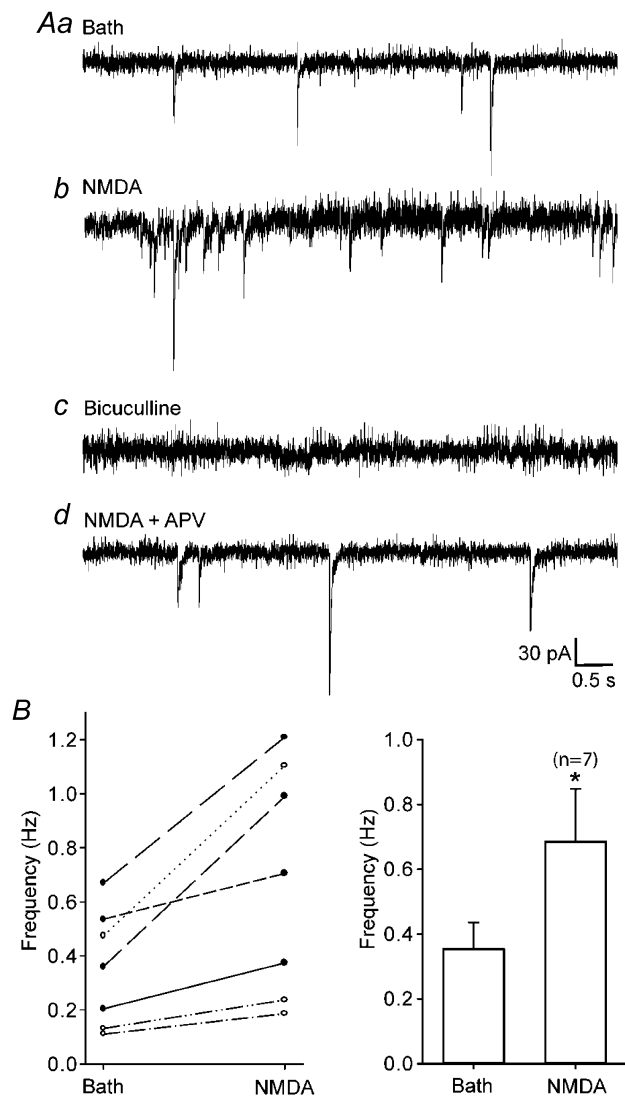 Aa
Bath
b
NMDA
c
Bicuculline
d
NMDA + APV
30 pA
0.5 s
B
Frequency (Hz)
1.2
1.0
0.8
0.6
0.4
0.2
0.0
Bath
NMDA
Frequency (Hz)
1.0
0.8
0.6
0.4
0.2
0.0
(n=7)
*
Bath
NMDA